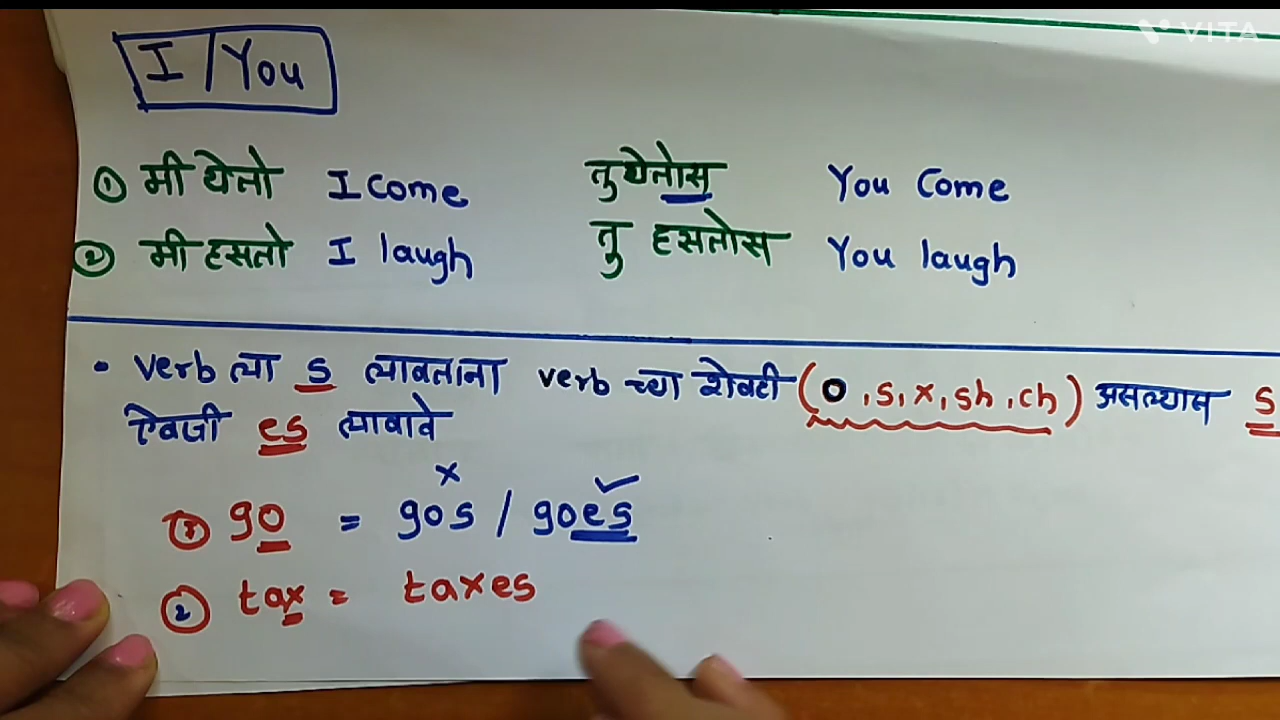 VITA
I / You
① मी येतो I come तु येतोस You Come
② मी हसतो I laugh तु हसतोस You laugh
• verb ला s लावताना verb च्या शेवटी (o, s, x, sh, ch) असल्यास s
ऐवजी es लावावे
x ✓
① go = gos / goes
② tax = taxes